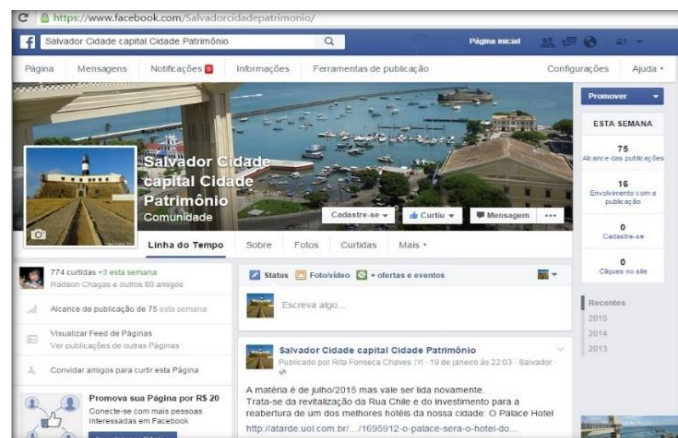 https://www.facebook.com/Salvadorcidadepatrimonio/
Salvador Cidade capital Cidade Patrimônio
Página inicial
Página Mensagens Notificações 3 Informações Ferramentas de publicação Configurações Ajuda
Promover
ESTA SEMANA
75
Alcance das publicações
16
Envolvimento com a publicação
0
Cadastre-se
0
Cliques no site
Recentes
2015
2014
2013
Salvador Cidade
capital Cidade
Patrimônio
Comunidade
Cadastre-se Curtiu Mensagem
Linha do Tempo Sobre Fotos Curtidas Mais
774 curtidas +3 esta semana
Radson Chagas e outros 80 amigos
Alcance de publicação de 75 esta semana
Visualizar Feed de Páginas
Ver publicações de outras Páginas
Convidar amigos para curtir esta Página
Promova sua Página por R$ 20
Conecte-se com mais pessoas
interessadas em Facebook
Status Foto/vídeo + ofertas e eventos
Escreva algo...
Salvador Cidade capital Cidade Patrimônio
Publicado por Rita Fonseca Chaves [?] · 19 de janeiro às 22:03 · Salvador ·
A matéria é de julho/2015 mas vale ser lida novamente.
Trata-se da revitalização da Rua Chile e do investimento para a
reabertura de um dos melhores hotéis da nossa cidade: O Palace Hotel
http://atarde.uol.com.br/.../1695912-o-palace-sera-o-hotel-do...